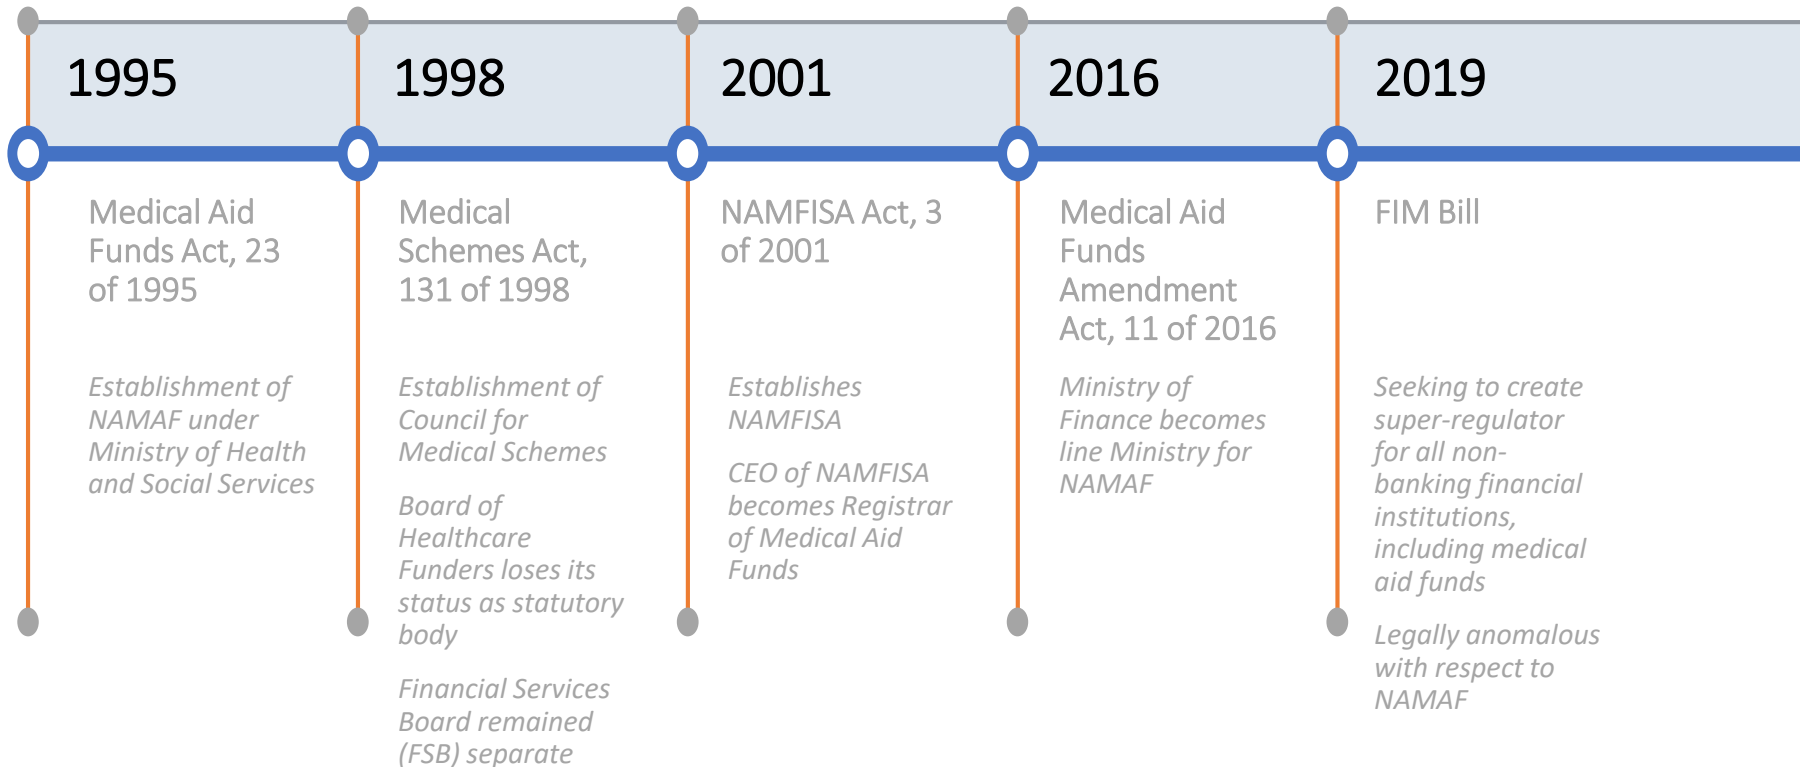 1995
Medical Aid
Funds Act, 23
of 1995
Establishment of
NAMAF under
Ministry of Health
and Social Services
1998
Medical
Schemes Act,
131 of 1998
Establishment of
Council for
Medical Schemes
Board of
Healthcare
Funders loses its
status as statutory
body
Financial Services
Board remained
(FSB) separate
2001
NAMFISA Act, 3
of 2001
Establishes
NAMFISA
CEO of NAMFISA
becomes Registrar
of Medical Aid
Funds
2016
Medical Aid
Funds
Amendment
Act, 11 of 2016
Ministry of
Finance becomes
line Ministry for
NAMAF
2019
FIM Bill
Seeking to create
super-regulator
for all non-
banking financial
institutions,
including medical
aid funds
Legally anomalous
with respect to
NAMAF